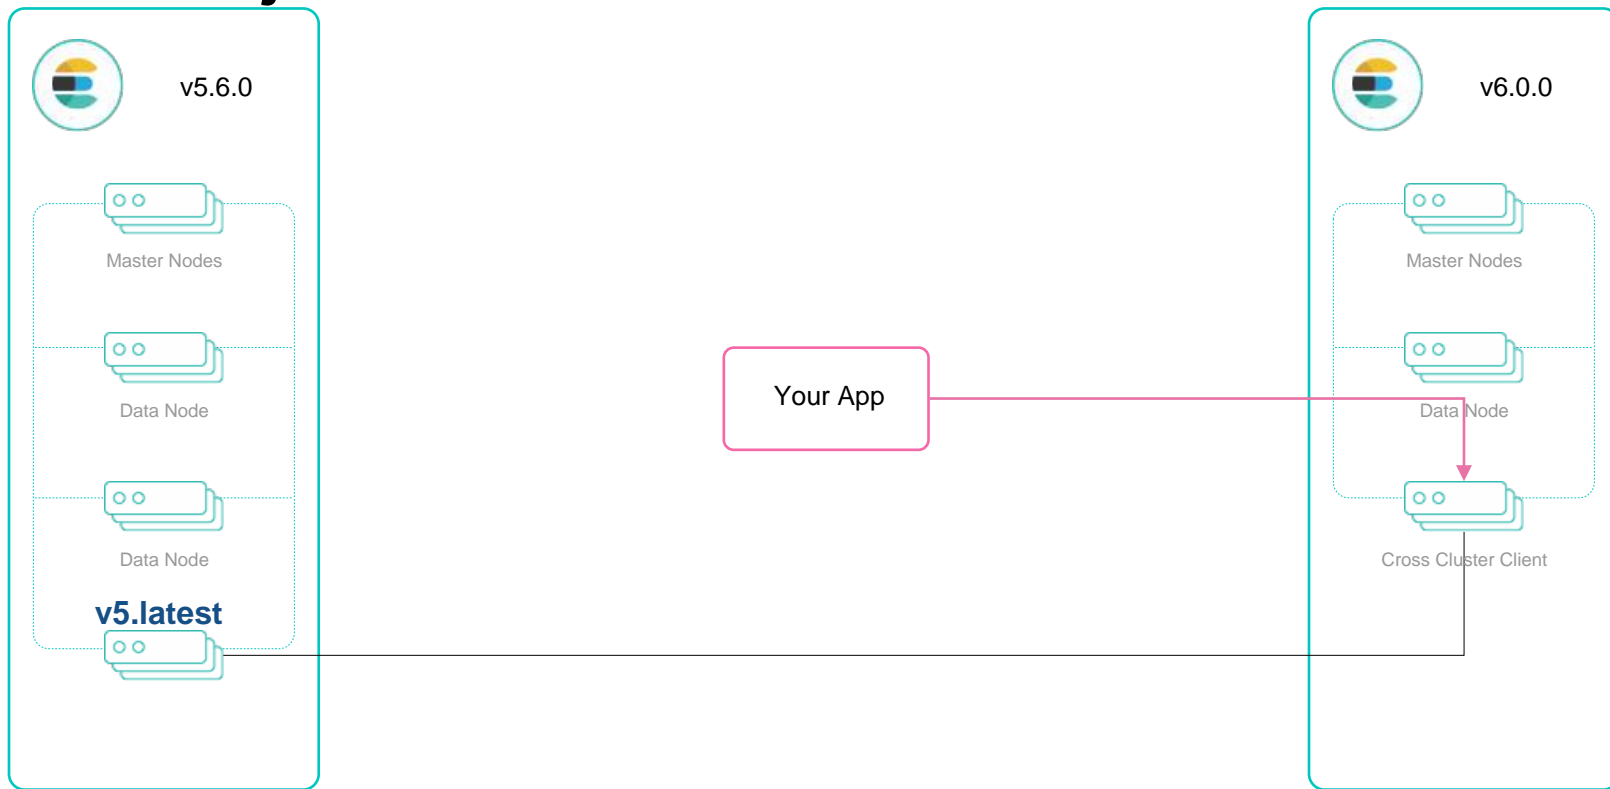 v5.6.0
Master Nodes
Data Node
Data Node
v5.latest
Your App
v6.0.0
Master Nodes
Data Node
Cross Cluster Client